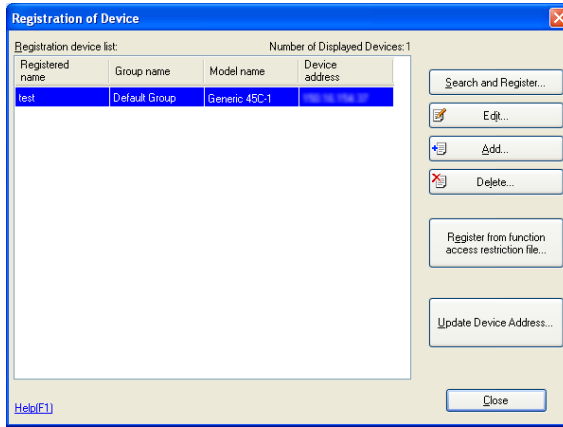 Registration of Device
Registration device list:
Number of Displayed Devices: 1
Registered name
Group name
Model name
Device address
test
Default Group
Generic 45C-1
Search and Register...
Edit...
Add...
Delete...
Register from function
access restriction file...
Update Device Address...
Close
Help(F1)